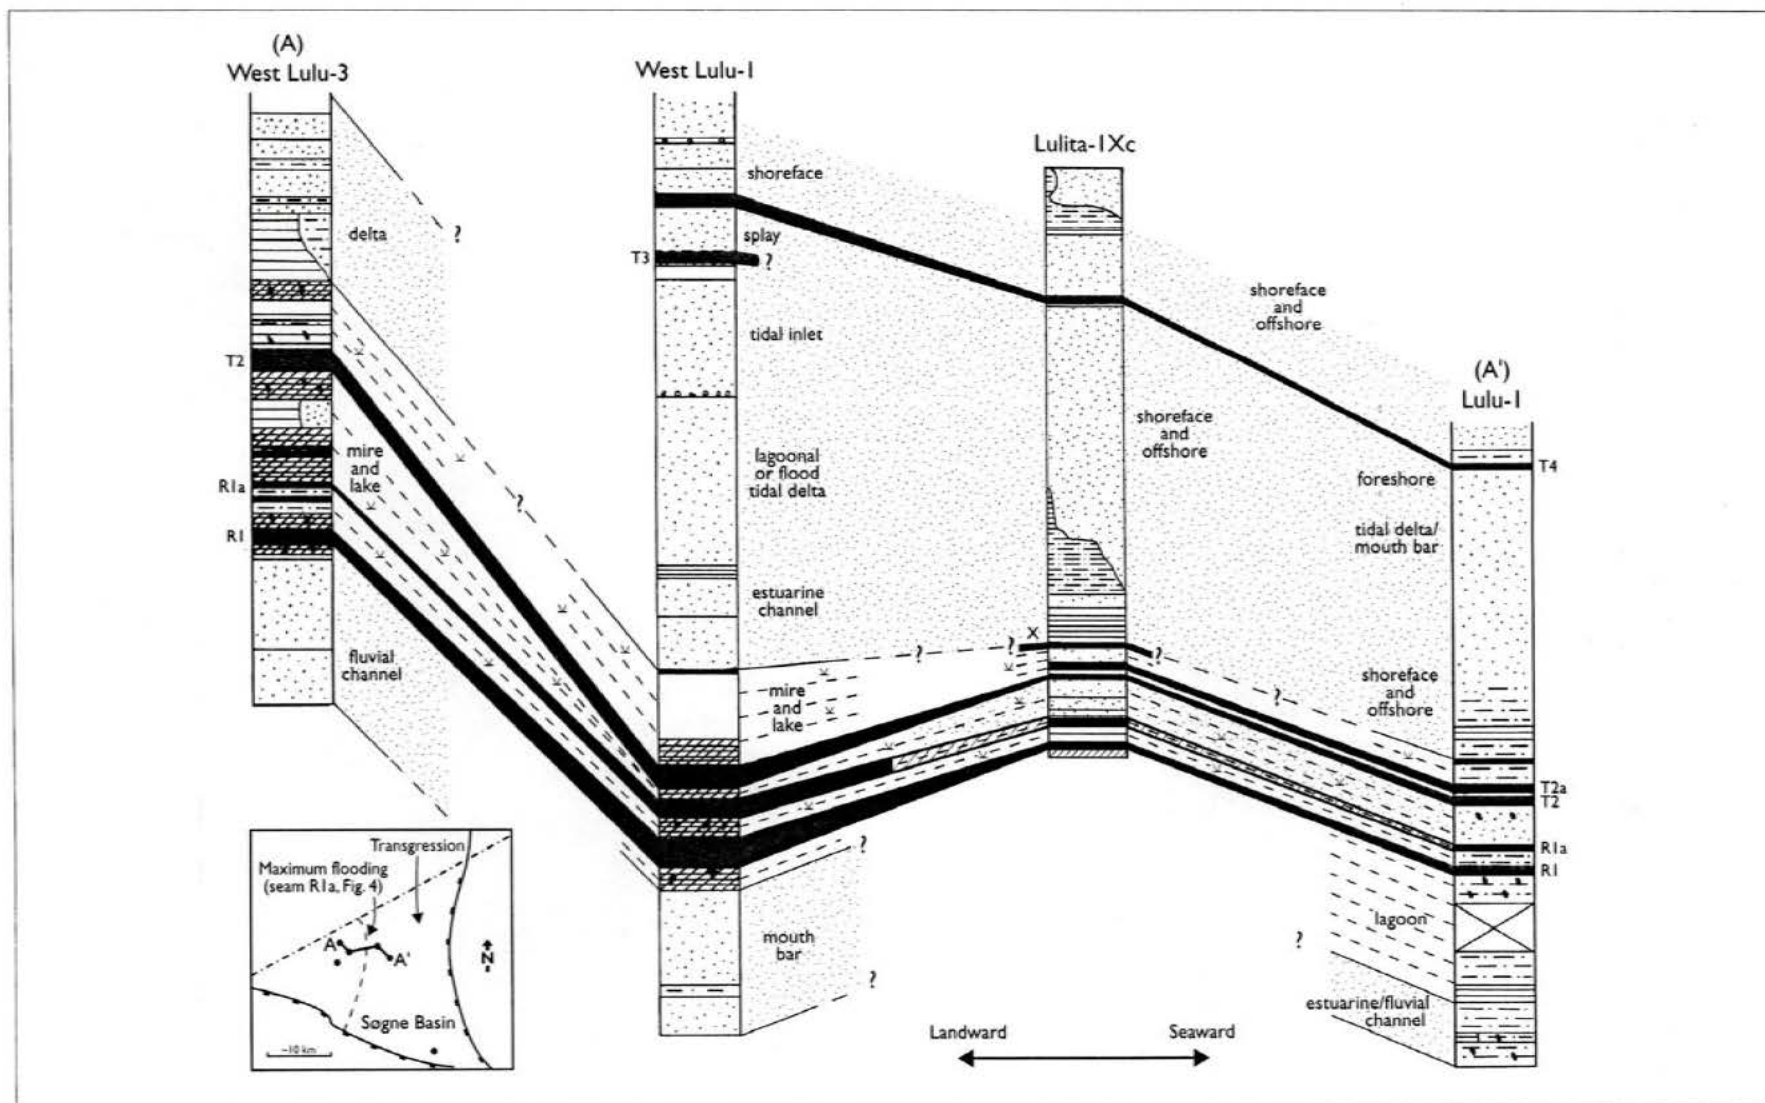 (A)
West Lulu-3
West Lulu-1
Lulita-1Xc
(A')
Lulu-1
delta
?
T2
mire
and
lake
R1a
R1
fluvial
channel
?
shoreface
splay
T3
?
tidal inlet
lagoonal
or flood
tidal delta
estuarine
channel
mire
and
lake
?
mouth
bar
?
?
?
X
?
shoreface
and
offshore
shoreface
and
offshore
foreshore
T4
tidal delta/
mouth bar
shoreface
and
offshore
?
T2a
T2
R1a
R1
lagoon
?
estuarine/fluvial
channel
Landward
Seaward
Transgression
Maximum flooding
(seam R1a, Fig. 4)
A
A'
N
Søgne Basin
~10 km